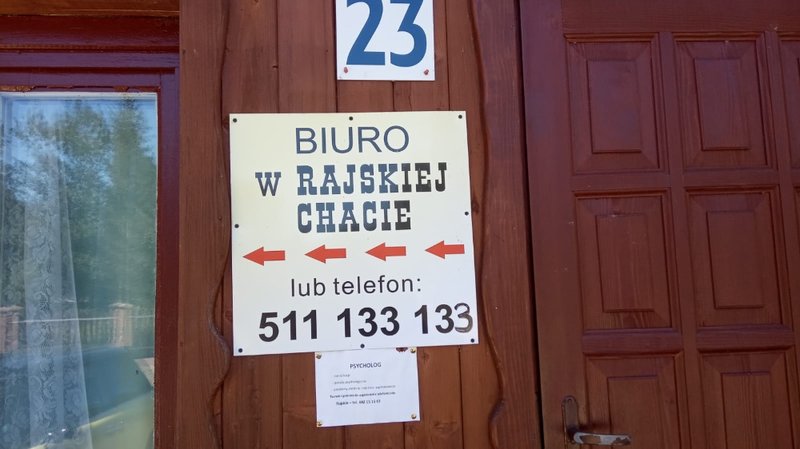 23
BIURO
W RAJSKIEJ
CHACIE
lub telefon:
511 133 133
PSYCHOLOG